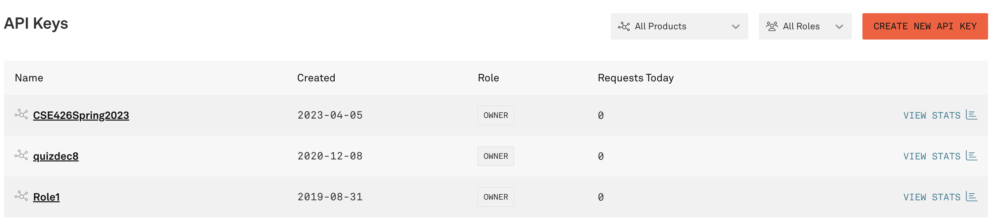 API Keys
All Products
All Roles
CREATE NEW API KEY
Name Created Role Requests Today
CSE426Spring2023 2023-04-05 OWNER 0 VIEW STATS
quizdec8 2020-12-08 OWNER 0 VIEW STATS
Role1 2019-08-31 OWNER 0 VIEW STATS